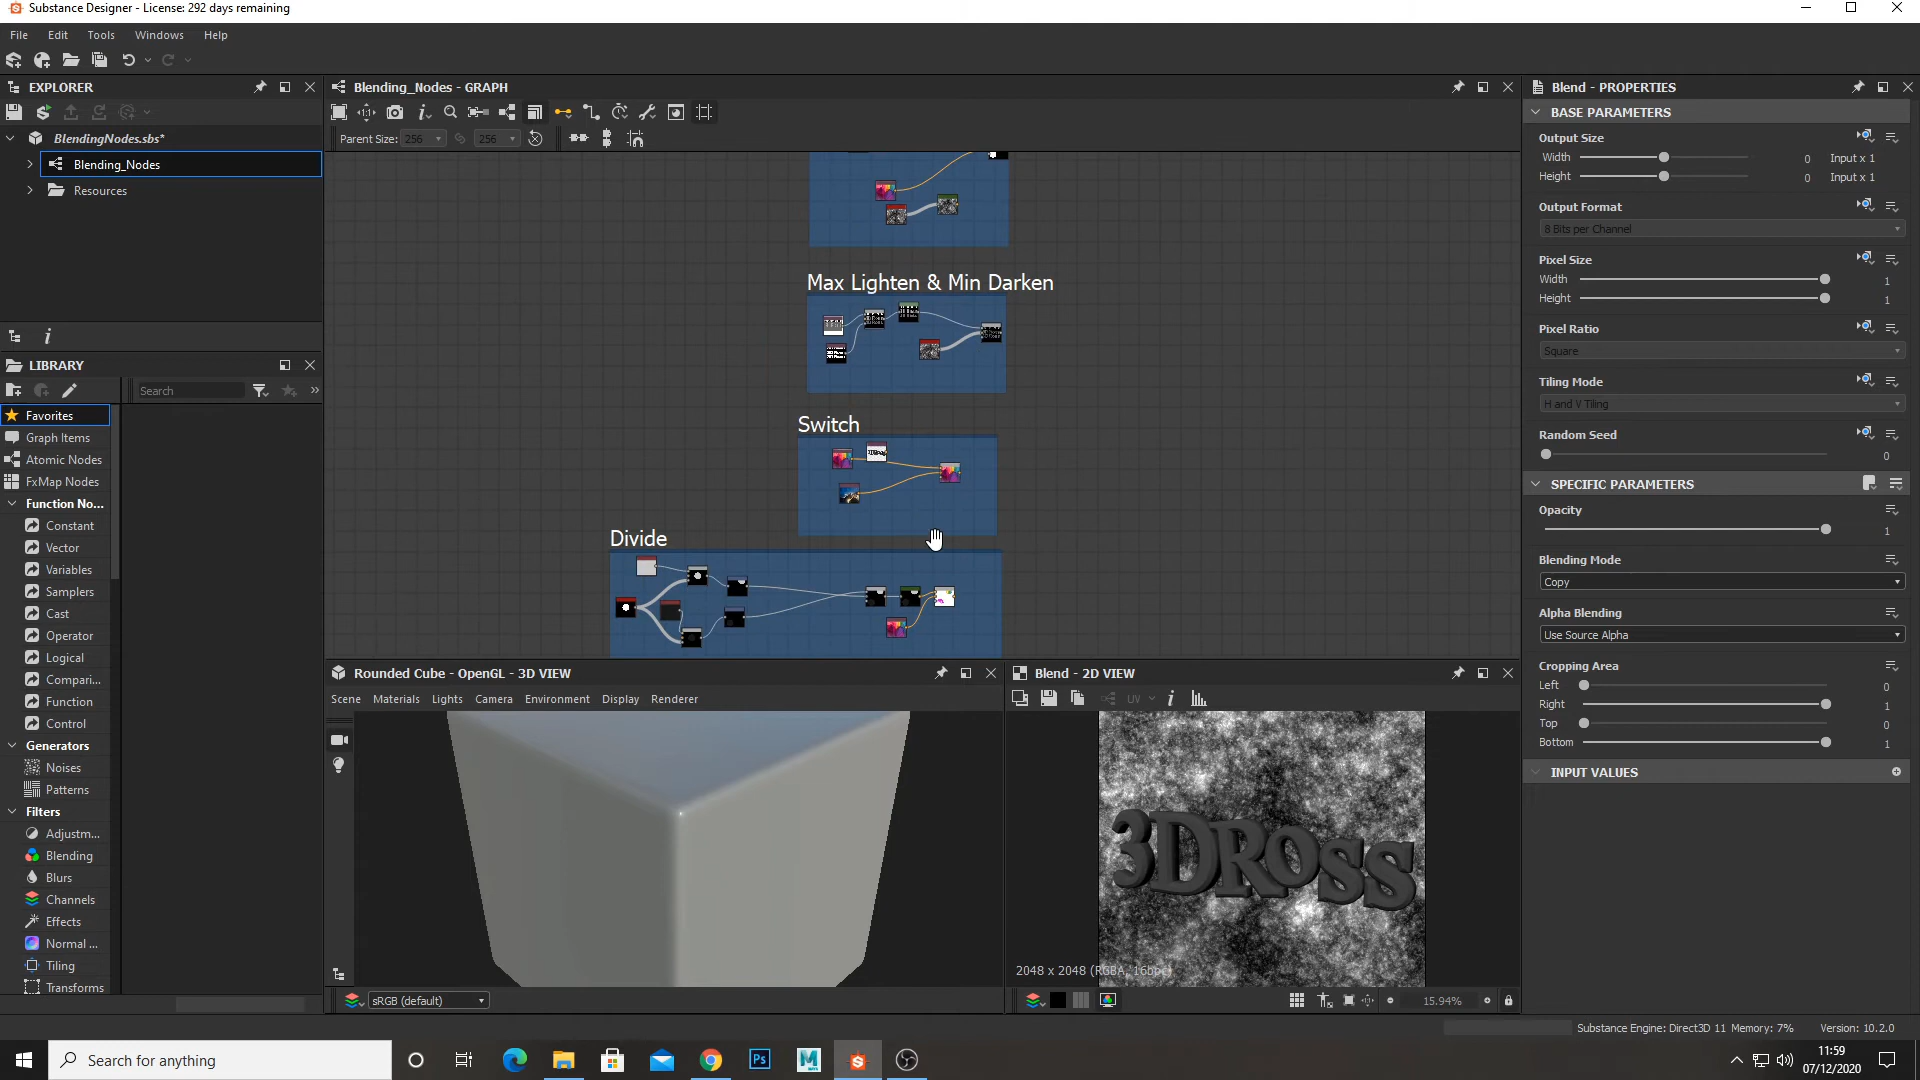 Substance Designer - License: 292 days remaining
File Edit Tools Windows Help
EXPLORER
BlendingNodes.sbs*
Blending_Nodes
Resources
LIBRARY
Search
Favorites
Graph Items
Atomic Nodes
FxMap Nodes
Function No...
Constant
Vector
Variables
Samplers
Cast
Operator
Logical
Compari...
Function
Control
Generators
Noises
Patterns
Filters
Adjustm...
Blending
Blurs
Channels
Effects
Normal ...
Tiling
Transforms
Blending_Nodes - GRAPH
Parent Size: 256 256
Max Lighten & Min Darken
Switch
Divide
Rounded Cube - OpenGL - 3D VIEW
Scene Materials Lights Camera Environment Display Renderer
sRGB (default)
Blend - 2D VIEW
UV
3DRoss
2048 x 2048 (RGBA, 16bpc)
15.94%
Blend - PROPERTIES
BASE PARAMETERS
Output Size
Width 0 Input x 1
Height 0 Input x 1
Output Format
8 Bits per Channel
Pixel Size
Width 1
Height 1
Pixel Ratio
Square
Tiling Mode
H and V Tiling
Random Seed
0
SPECIFIC PARAMETERS
Opacity
1
Blending Mode
Copy
Alpha Blending
Use Source Alpha
Cropping Area
Left 0
Right 1
Top 0
Bottom 1
INPUT VALUES
Substance Engine: Direct3D 11 Memory: 7% Version: 10.2.0
Search for anything
Ps
11:59
07/12/2020